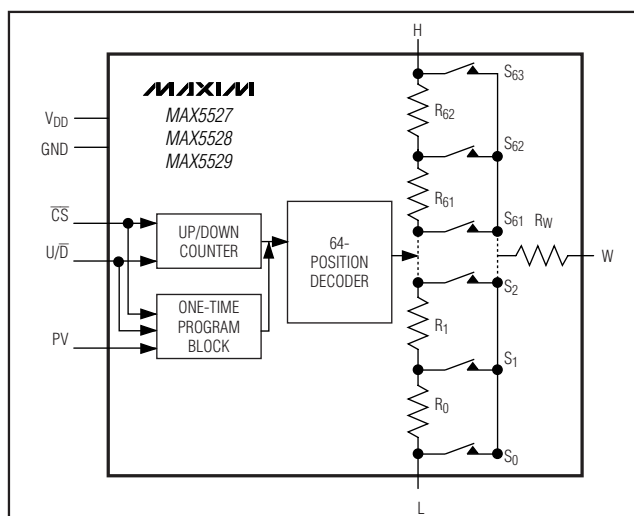 H
MAXIM
MAX5527
MAX5528
MAX5529
VDD
GND
CS
U/D
PV
UP/DOWN
COUNTER
ONE-TIME
PROGRAM
BLOCK
64-
POSITION
DECODER
S63
R62
S62
R61
S61
RW
W
S2
R1
S1
R0
S0
L